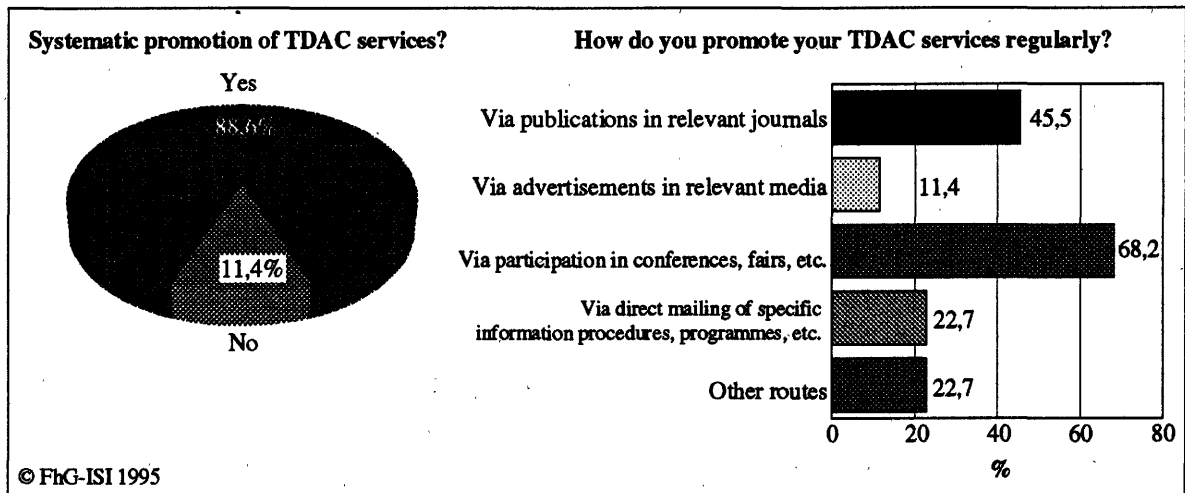 Systematic promotion of TDAC services?
Yes
88,6%
11,4%
No
How do you promote your TDAC services regularly?
Via publications in relevant journals
45,5
Via advertisements in relevant media
11,4
Via participation in conferences, fairs, etc.
68,2
Via direct mailing of specific
information procedures, programmes, etc.
22,7
Other routes
22,7
0 20 40 60 80
%
© FhG-ISI 1995